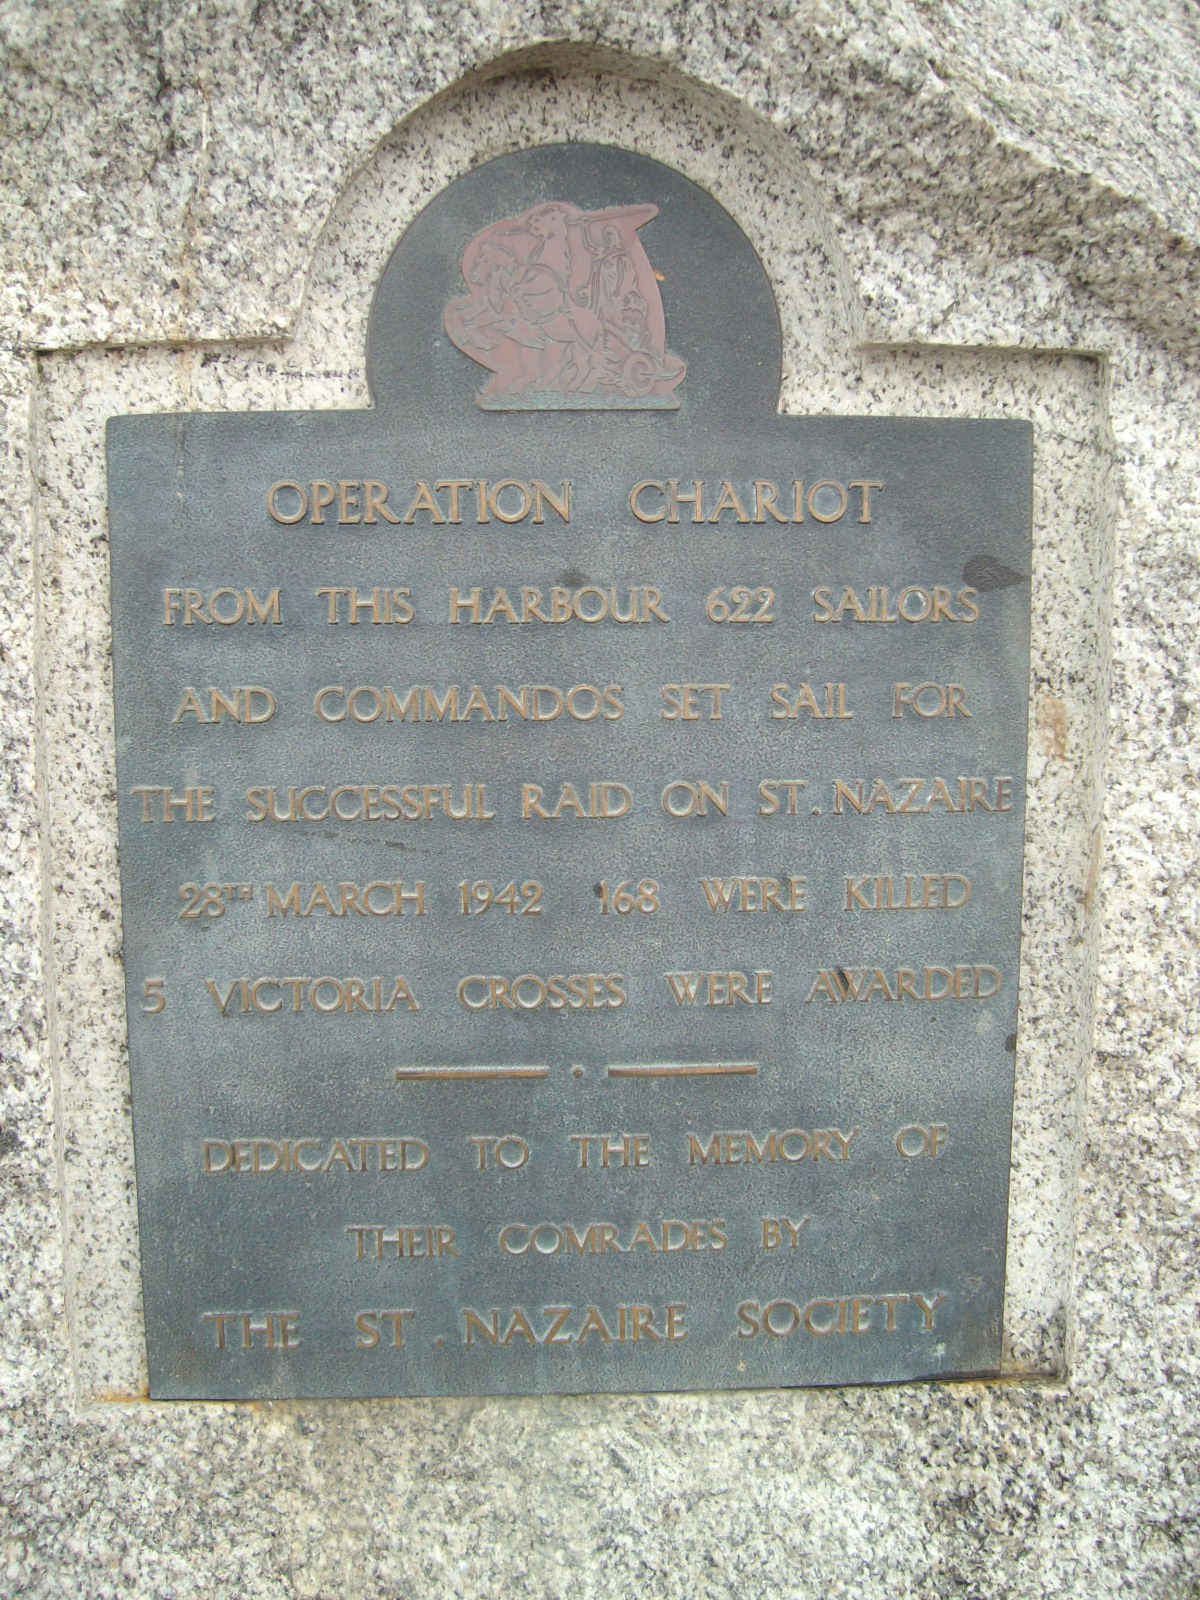 OPERATION CHARIOT
FROM THIS HARBOUR 622 SAILORS
AND COMMANDOS SET SAIL FOR
THE SUCCESSFUL RAID ON ST. NAZAIRE
28TH MARCH 1942 168 WERE KILLED
5 VICTORIA CROSSES WERE AWARDED
DEDICATED TO THE MEMORY OF
THEIR COMRADES BY
THE ST. NAZAIRE SOCIETY